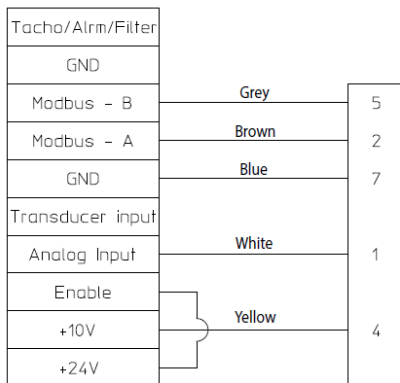 Tacho/Alrm/Filter
GND
Modbus - B
Grey
5
Modbus - A
Brown
2
GND
Blue
7
Transducer input
Analog Input
White
1
Enable
+10V
Yellow
4
+24V